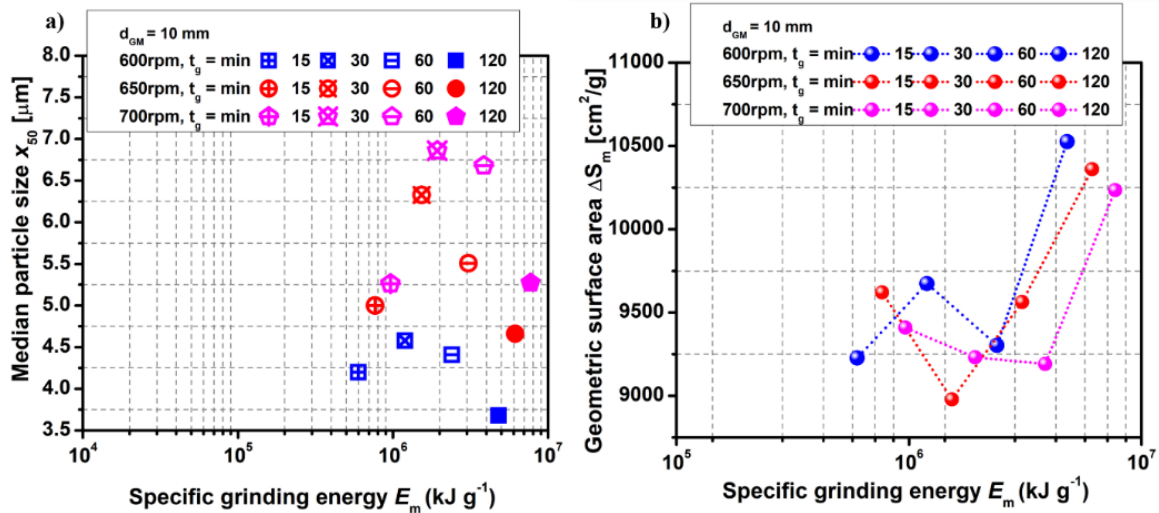 a)
d_GM = 10 mm
600rpm, t_g = min 15 30 60 120
650rpm, t_g = min 15 30 60 120
700rpm, t_g = min 15 30 60 120
Median particle size x_50 [μm]
8.0
7.5
7.0
6.5
6.0
5.5
5.0
4.5
4.0
3.5
10^4 10^5 10^6 10^7
Specific grinding energy E_m (kJ g^-1)
b)
d_GM = 10 mm
600rpm, t_g = min 15 30 60 120
650rpm, t_g = min 15 30 60 120
700rpm, t_g = min 15 30 60 120
Geometric surface area ΔS_m [cm^2/g]
11000
10500
10000
9500
9000
10^5 10^6 10^7
Specific grinding energy E_m (kJ g^-1)